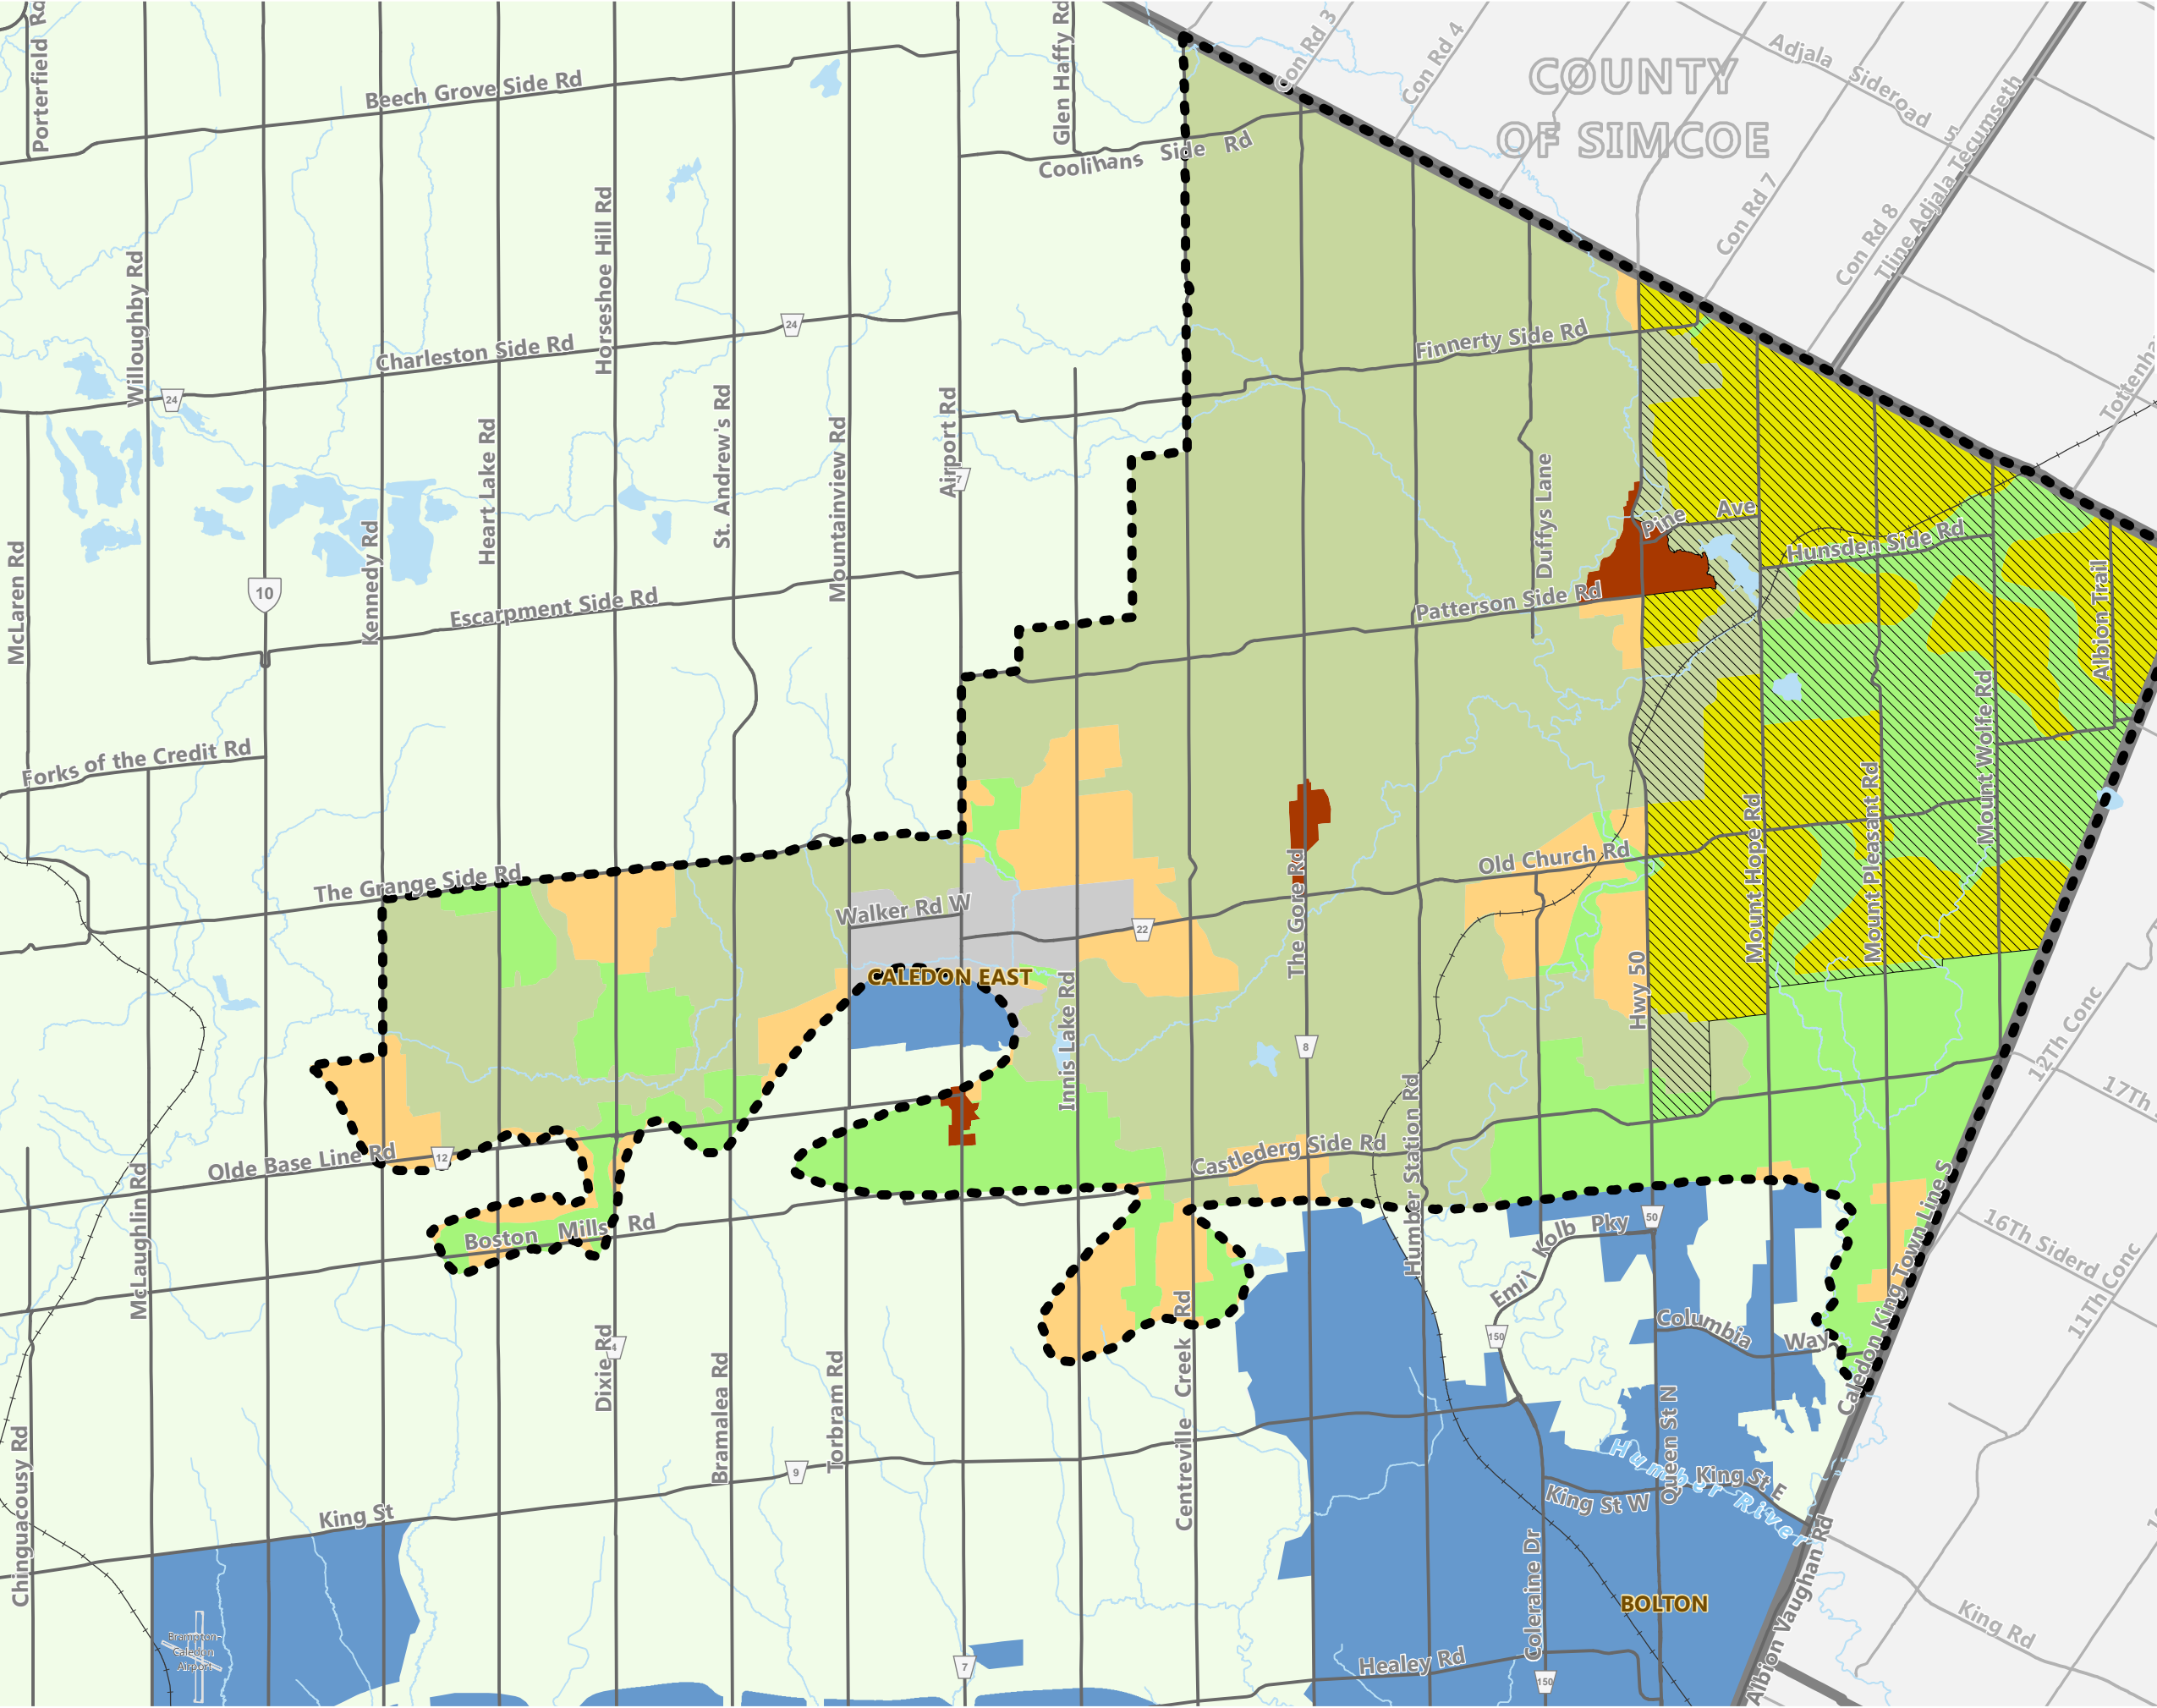 Porterfield Rd
Beech Grove Side Rd
Glen Haffy Rd
Coolihans Side Rd
Con Rd 3
Con Rd 4
COUNTY
OF SIMCOE
Adjala Sideroad
5
Tline Adjala Tecumseth
Con Rd 7
Con Rd 8
Willoughby Rd
Horseshoe Hill Rd
24
Charleston Side Rd
24
Finnerty Side Rd
Heart Lake Rd
St. Andrew's Rd
Mountainview Rd
Airport Rd
7
Duffys Lane
Pine Ave
Hunsden Side Rd
McLaren Rd
10
Kennedy Rd
Escarpment Side Rd
Patterson Side Rd
Albion Trail
Forks of the Credit Rd
Mount Wolfe Rd
Mount Pleasant Rd
Mount Hope Rd
The Grange Side Rd
Walker Rd W
22
The Gore Rd
Old Church Rd
Hwy 50
CALEDON EAST
Innis Lake Rd
8
12Th Conc
17Th
Olde Base Line Rd
12
McLaughlin Rd
Castlederg Side Rd
Humber Station Rd
Boston Mills Rd
Emil Kolb Pky
50
16Th Siderd
11Th Conc
Caledon King Town Line S
Columbia Way
150
Dixie Rd
4
Bramalea Rd
Torbram Rd
Centreville Creek Rd
Queen St N
Chinguacousy Rd
9
King St
Humber River
King St W
King St E
Coleraine Dr
BOLTON
Albion Vaughan Rd
King Rd
Brampton-
Caledon
Airport
7
Healey Rd
150